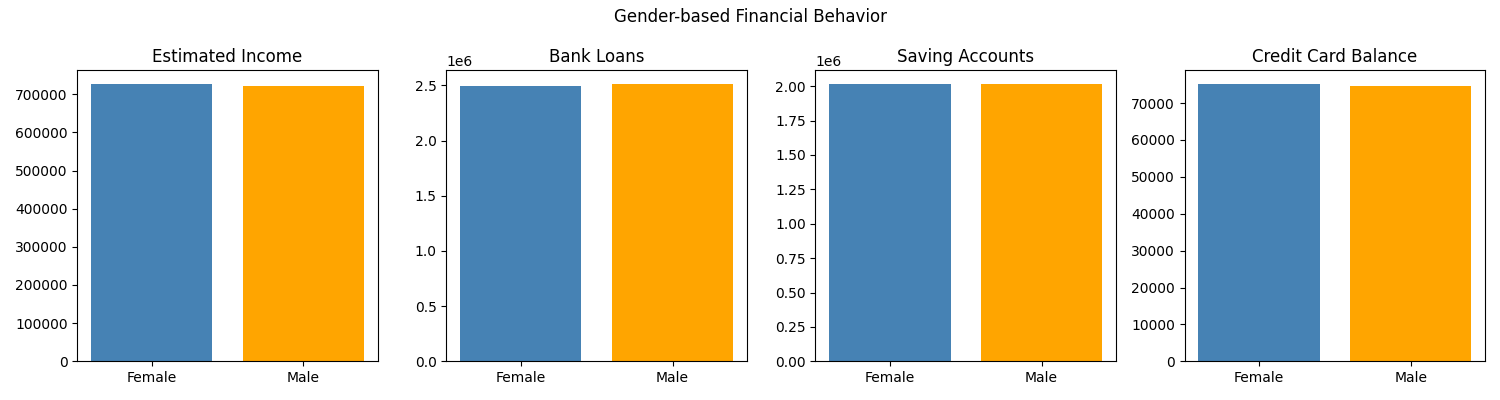 Gender-based Financial Behavior
Estimated Income
700000
600000
500000
400000
300000
200000
100000
0
Female Male
Bank Loans
1e6
2.5
2.0
1.5
1.0
0.5
0.0
Female Male
Saving Accounts
1e6
2.00
1.75
1.50
1.25
1.00
0.75
0.50
0.25
0.00
Female Male
Credit Card Balance
70000
60000
50000
40000
30000
20000
10000
0
Female Male